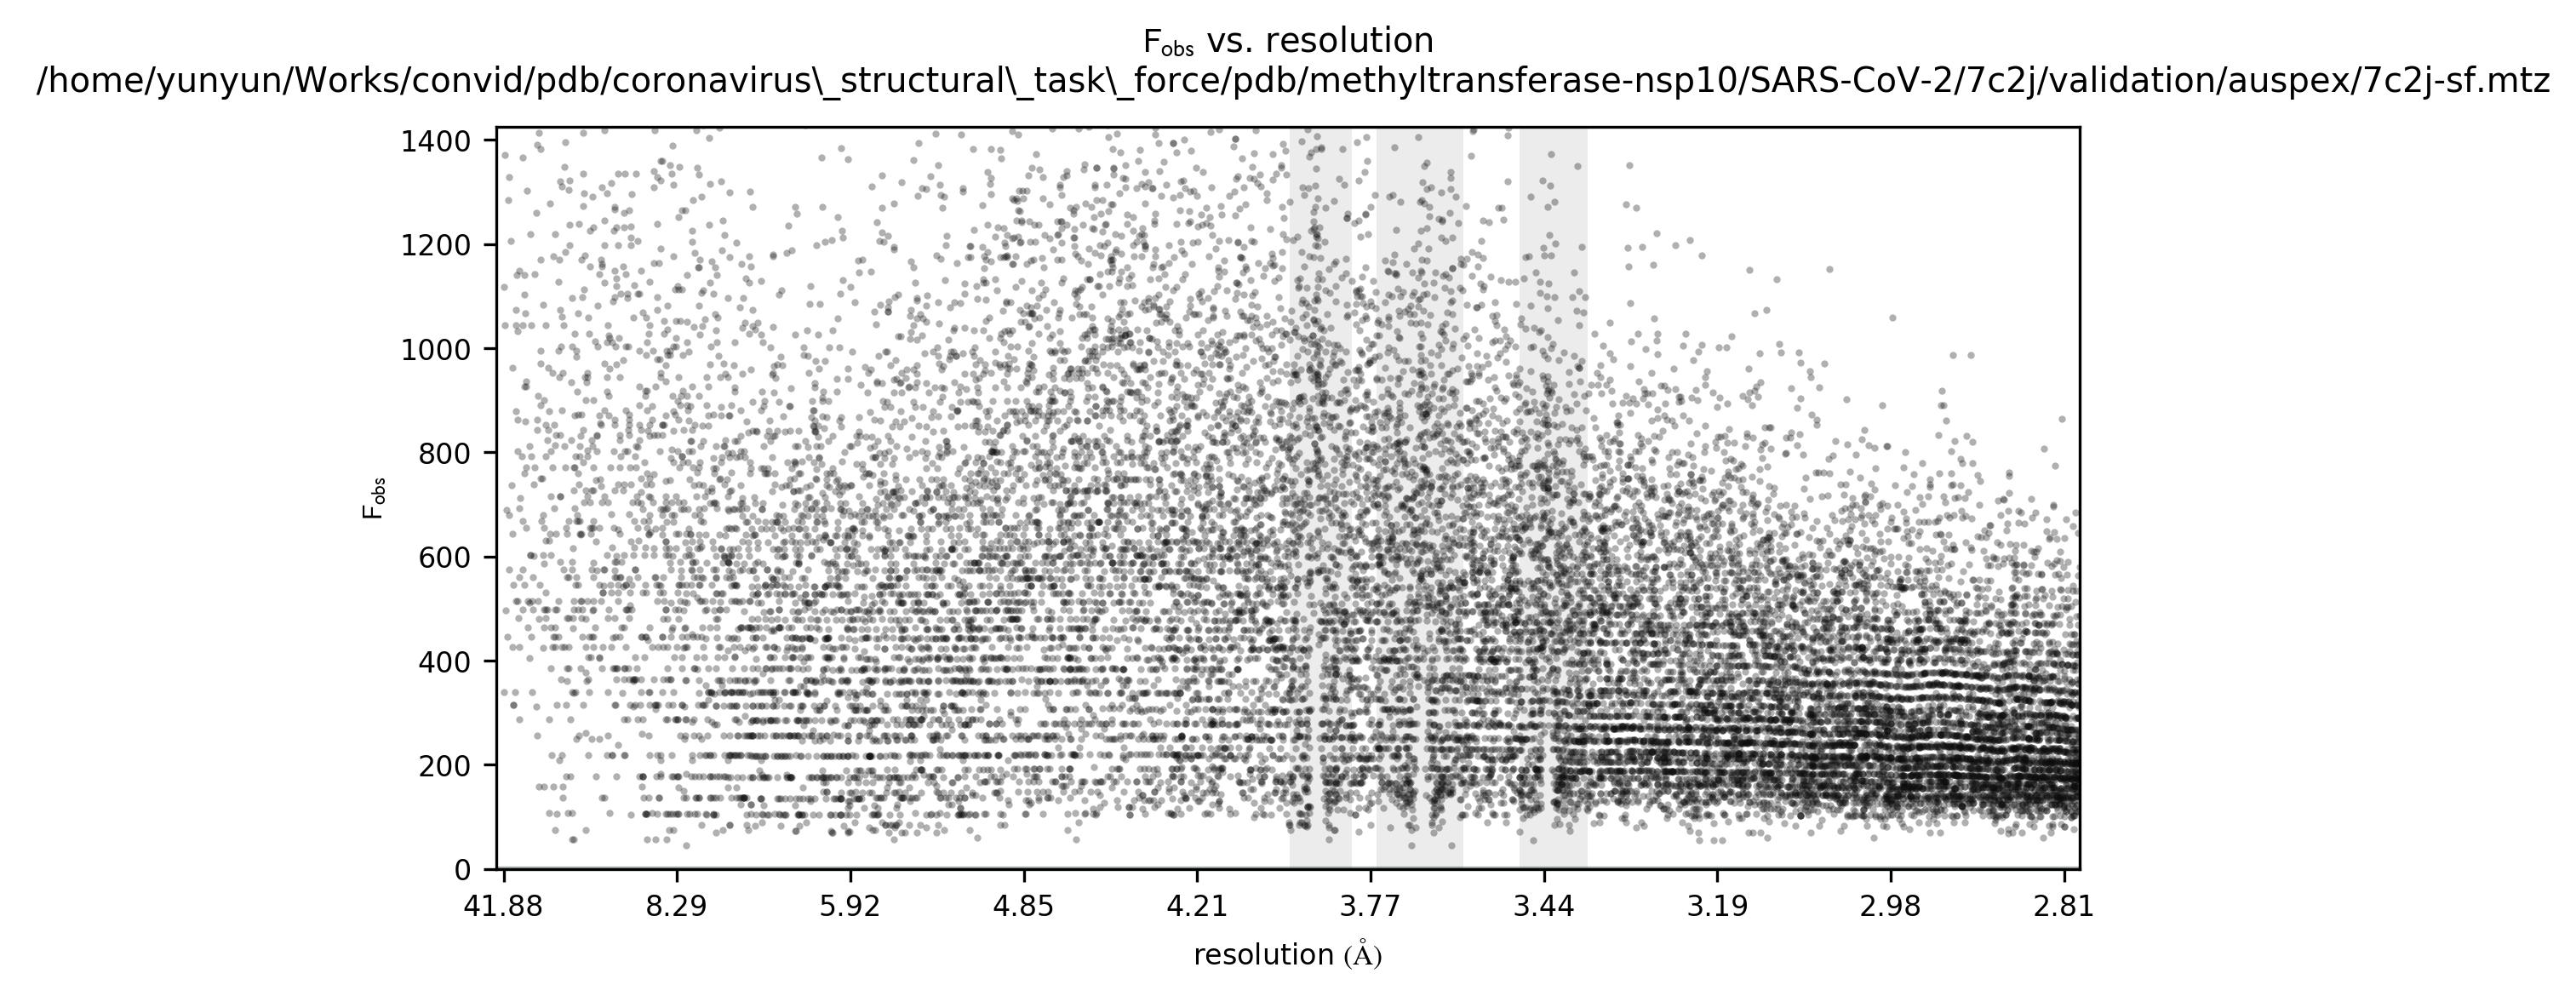 Fobs vs. resolution
/home/yunyun/Works/convid/pdb/coronavirus\_structural\_task\_force/pdb/methyltransferase-nsp10/SARS-CoV-2/7c2j/validation/auspex/7c2j-sf.mtz
1400
1200
1000
800
600
400
200
0
Fobs
41.88 8.29 5.92 4.85 4.21 3.77 3.44 3.19 2.98 2.81
resolution (Å)